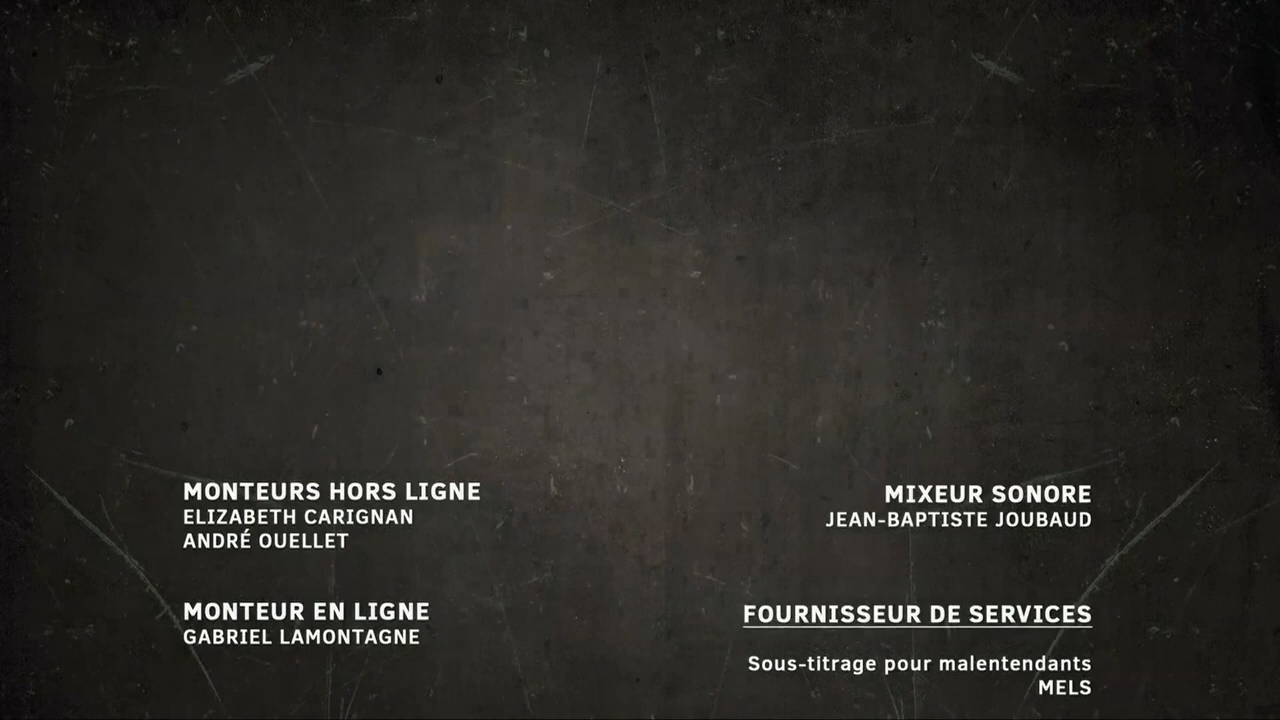 MONTEURS HORS LIGNE
ELIZABETH CARIGNAN
ANDRÉ OUELLET
MONTEUR EN LIGNE
GABRIEL LAMONTAGNE
MIXEUR SONORE
JEAN-BAPTISTE JOUBAUD
FOURNISSEUR DE SERVICES
Sous-titrage pour malentendants
MELS